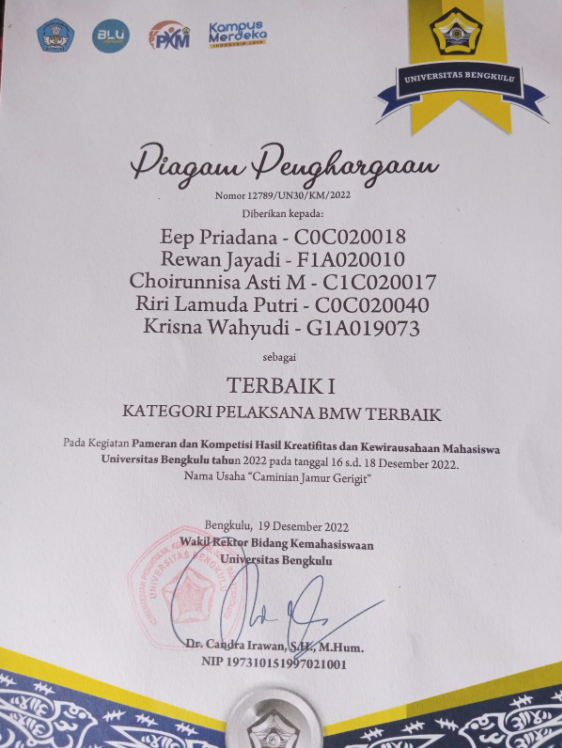 BLU
PKM
Kampus
Merdeka
INDONESIA JAYA
UNIVERSITAS BENGKULU
Piagam Penghargaan
Nomor 12789/UN30/KM/2022
Diberikan kepada:
Eep Priadana - C0C020018
Rewan Jayadi - F1A020010
Choirunnisa Asti M - C1C020017
Riri Lamuda Putri - C0C020040
Krisna Wahyudi - G1A019073
sebagai
TERBAIK I
KATEGORI PELAKSANA BMW TERBAIK
Pada Kegiatan Pameran dan Kompetisi Hasil Kreatifitas dan Kewirausahaan Mahasiswa
Universitas Bengkulu tahun 2022 pada tanggal 16 s.d. 18 Desember 2022.
Nama Usaha "Caminian Jamur Gerigit"
Bengkulu, 19 Desember 2022
Wakil Rektor Bidang Kemahasiswaan
Universitas Bengkulu
UNIVERSITAS BENGKULU
Dr. Candra Irawan, S.H., M.Hum.
NIP 197310151997021001